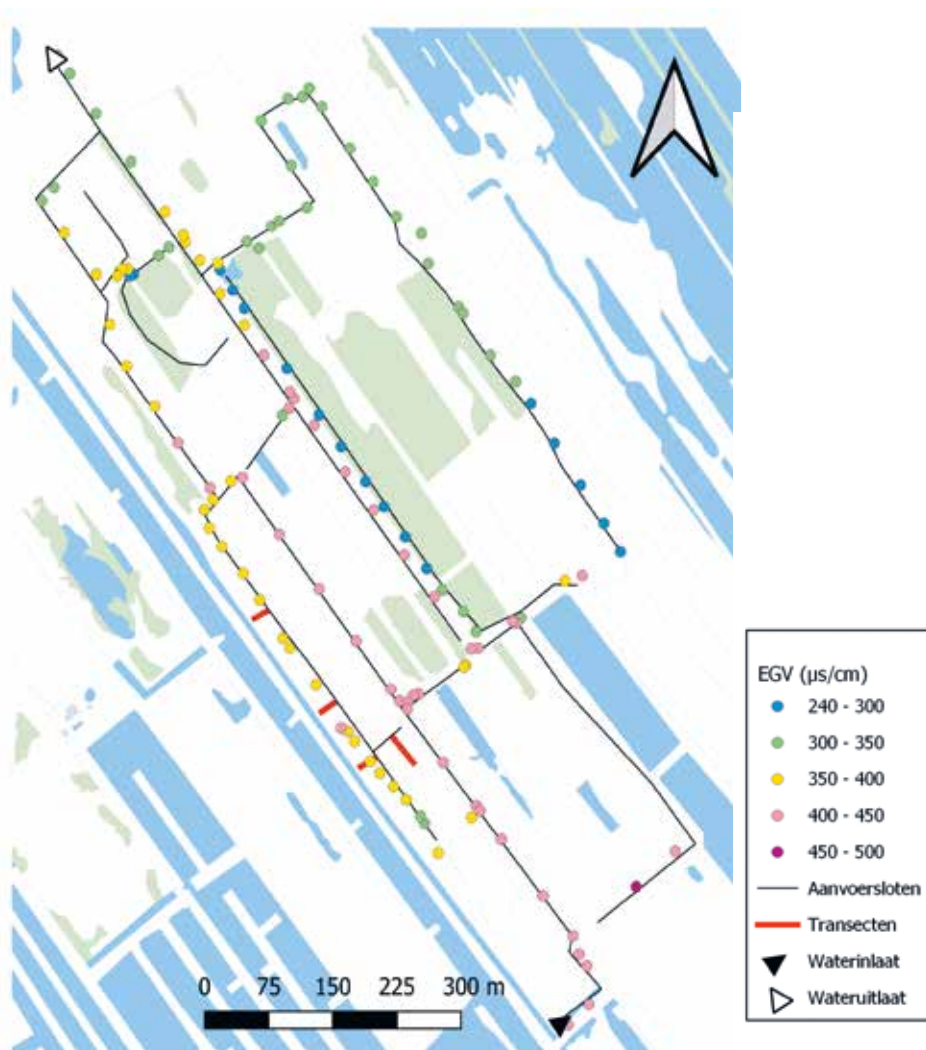 0 75 150 225 300 m
EGV (µs/cm)
240 - 300
300 - 350
350 - 400
400 - 450
450 - 500
Aanvoersloten
Transecten
Waterinlaat
Wateruitlaat